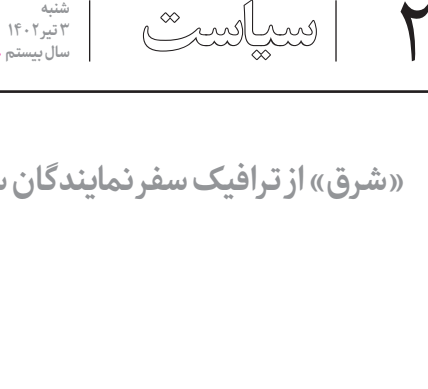 ۲
سیاست
شنبه
۳ تیر ۱۴۰۲
سال بیستم
«شرق» از ترافیک سفر نمایندگان